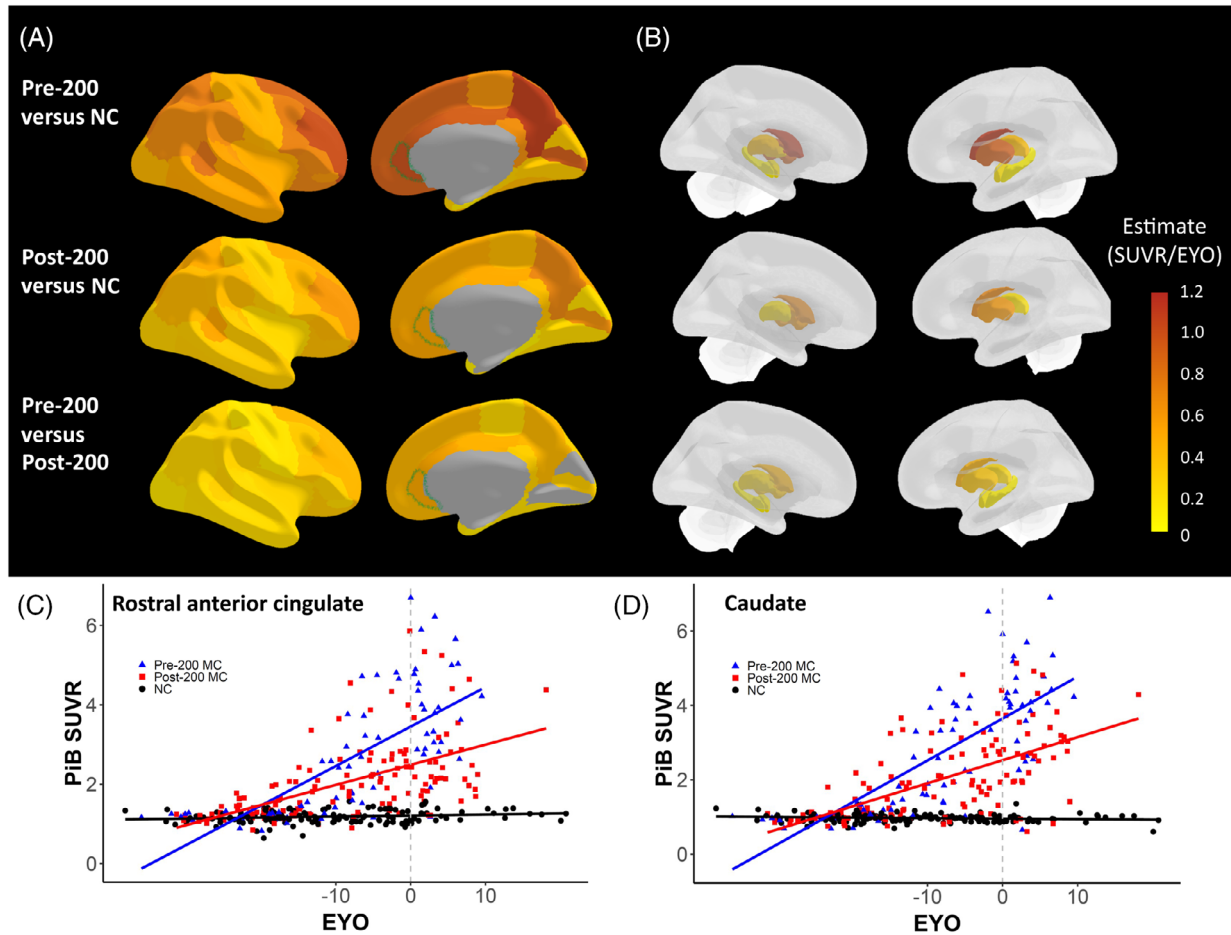 (A)
(B)
Pre-200
versus NC
Post-200
versus NC
Pre-200
versus
Post-200
Estimate
(SUVR/EYO)
1.2
1.0
0.8
0.6
0.4
0.2
0
(C)
Rostral anterior cingulate
Pre-200 MC
Post-200 MC
NC
PiB SUVR
6
4
2
0
-10
0
10
EYO
(D)
Caudate
Pre-200 MC
Post-200 MC
NC
PiB SUVR
6
4
2
0
-10
0
10
EYO